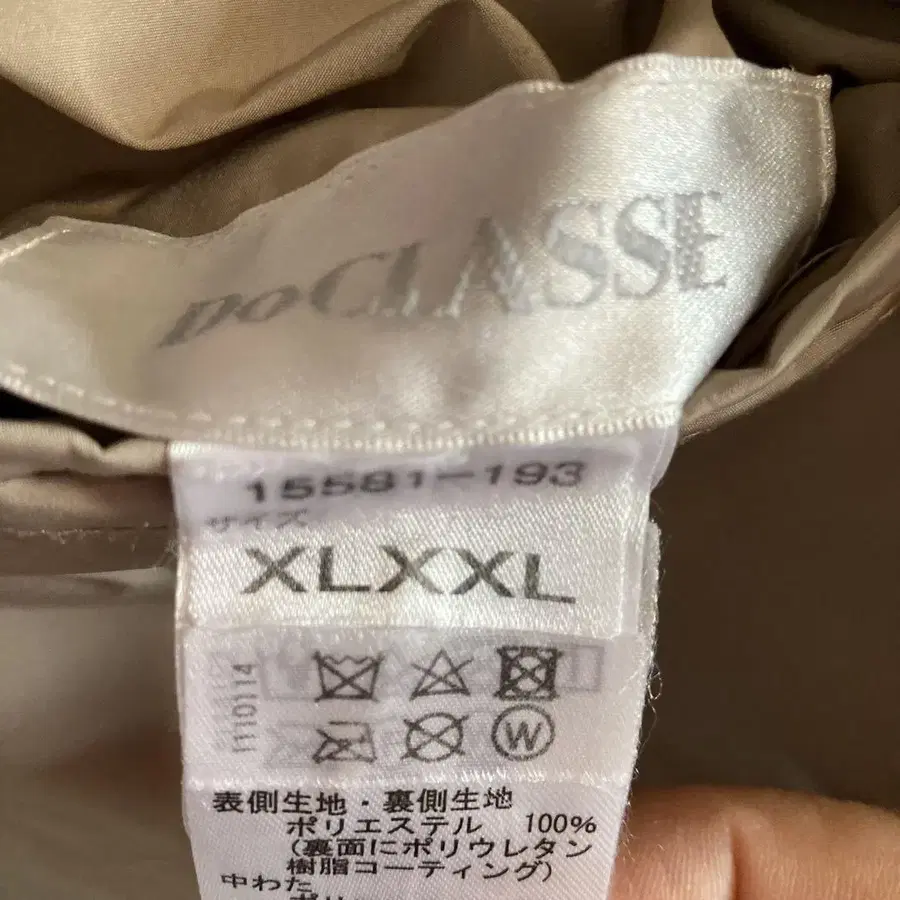 DoCLASSE
15581-193
サイズ
XLXXL
110114
W
表側生地・裏側生地
ポリエステル 100%
(裏面にポリウレタン
樹脂コーティング)
中わた